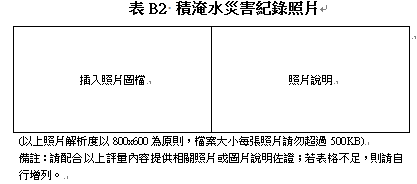 表 B2 積淹水災害紀錄照片
插入照片圖檔
照片說明
(以上照片解析度以 800x600 為原則，檔案大小每張照片請勿超過 500KB)
備註：請配合以上評量內容提供相關照片或圖片說明佐證；若表格不足，則請自
行增列。